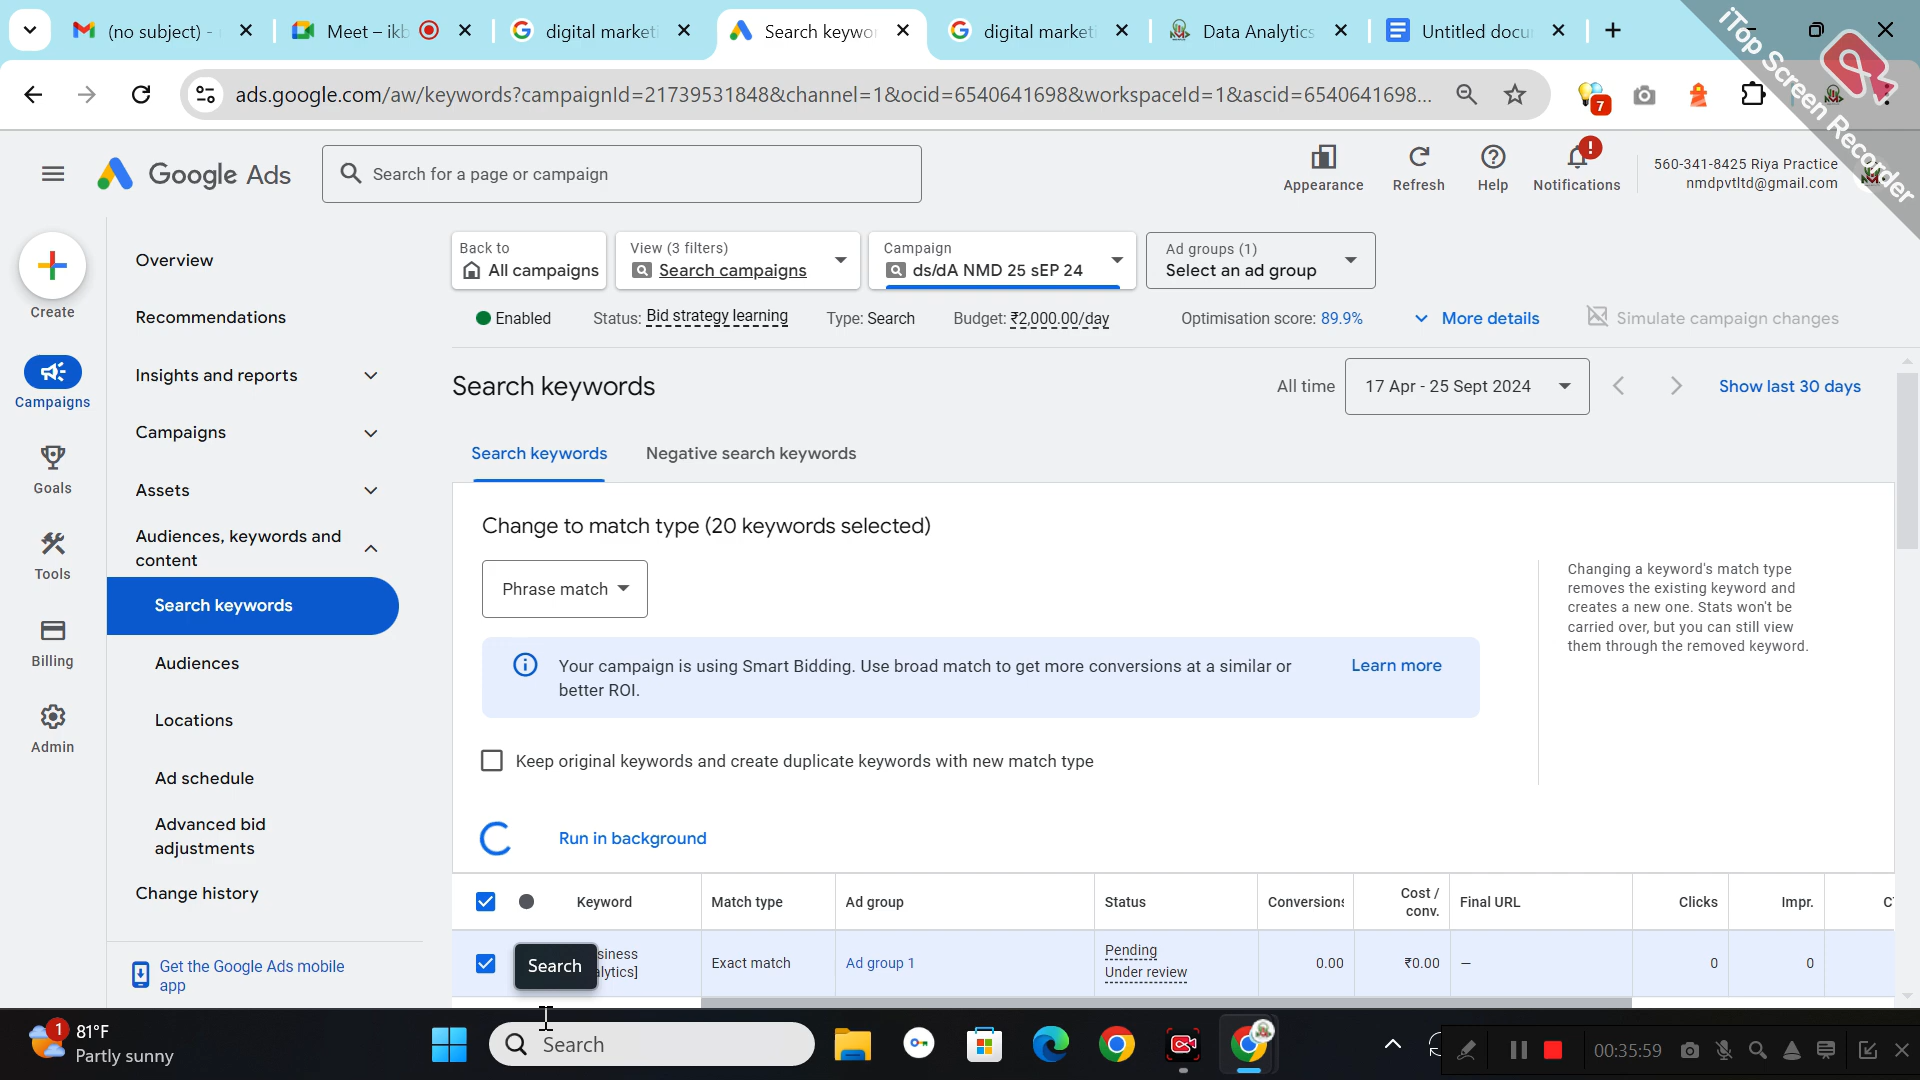 (no subject) -
Meet – ikb
digital marketi
Search keywor
digital marketi
Data Analytics
Untitled docu
iTop Screen Recorder
ads.google.com/aw/keywords?campaignId=21739531848&channel=1&ocid=6540641698&workspaceId=1&ascid=6540641698...
7
Google Ads
Search for a page or campaign
Appearance
Refresh
Help
Notifications
560-341-8425 Riya Practice
nmdpvtltd@gmail.com
Create
Campaigns
Goals
Tools
Billing
Admin
Overview
Recommendations
Insights and reports
Campaigns
Assets
Audiences, keywords and
content
Search keywords
Audiences
Locations
Ad schedule
Advanced bid
adjustments
Change history
Get the Google Ads mobile
app
Back to
All campaigns
View (3 filters)
Search campaigns
Campaign
ds/dA NMD 25 sEP 24
Ad groups (1)
Select an ad group
Enabled
Status: Bid strategy learning
Type: Search
Budget: ₹2,000.00/day
Optimisation score: 89.9%
More details
Simulate campaign changes
Search keywords
All time
17 Apr - 25 Sept 2024
Show last 30 days
Search keywords
Negative search keywords
Change to match type (20 keywords selected)
Phrase match
Your campaign is using Smart Bidding. Use broad match to get more conversions at a similar or
better ROI.
Learn more
Changing a keyword's match type
removes the existing keyword and
creates a new one. Stats won't be
carried over, but you can still view
them through the removed keyword.
Keep original keywords and create duplicate keywords with new match type
Run in background
Keyword
Match type
Ad group
Status
Conversions
Cost /
conv.
Final URL
Clicks
Impr.
siness
lytics]
Search
Exact match
Ad group 1
Pending
Under review
0.00
₹0.00
—
0
0
1
81°F
Partly sunny
Search
00:35:59